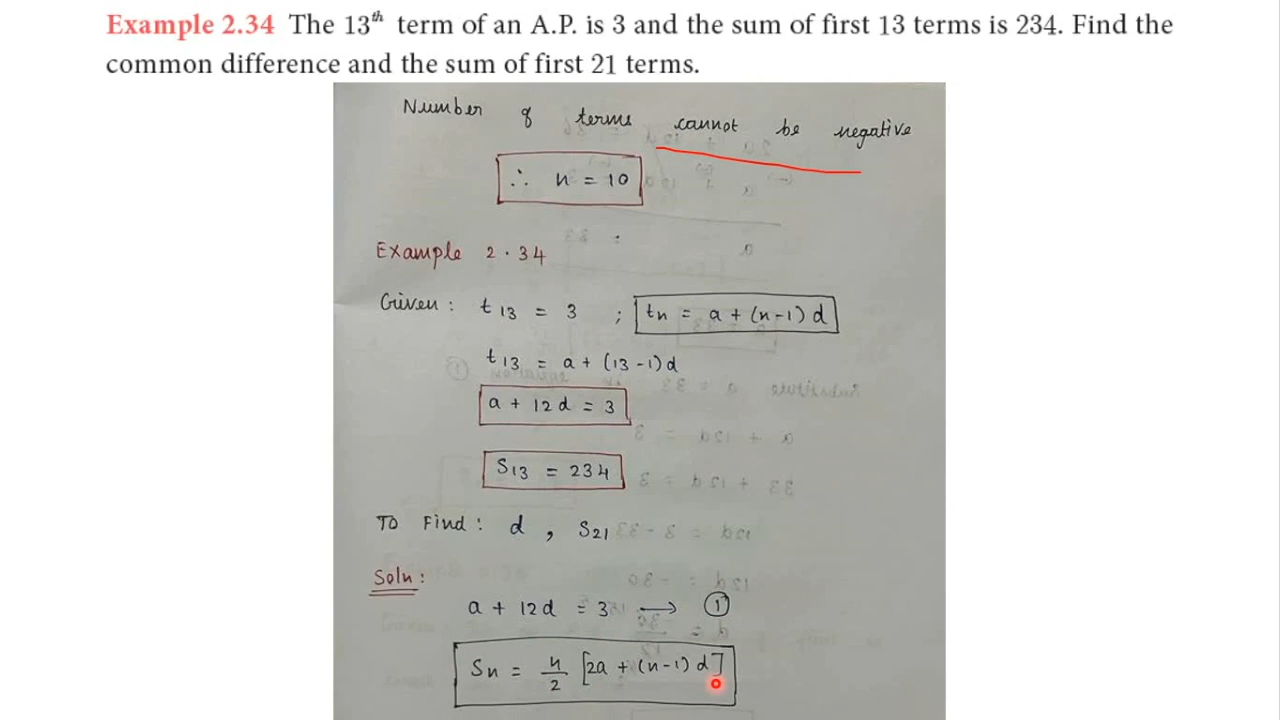 Example 2.34 The 13th term of an A.P. is 3 and the sum of first 13 terms is 234. Find the
common difference and the sum of first 21 terms.
Number of terms cannot be negative
∴ n = 10
Example 2.34
Given: t13 = 3 ; tn = a + (n-1) d
t13 = a + (13-1)d
a + 12d = 3
S13 = 234
To Find: d, S21
Soln:
a + 12d = 3 → ①
Sn = n/2 [2a + (n-1) d]